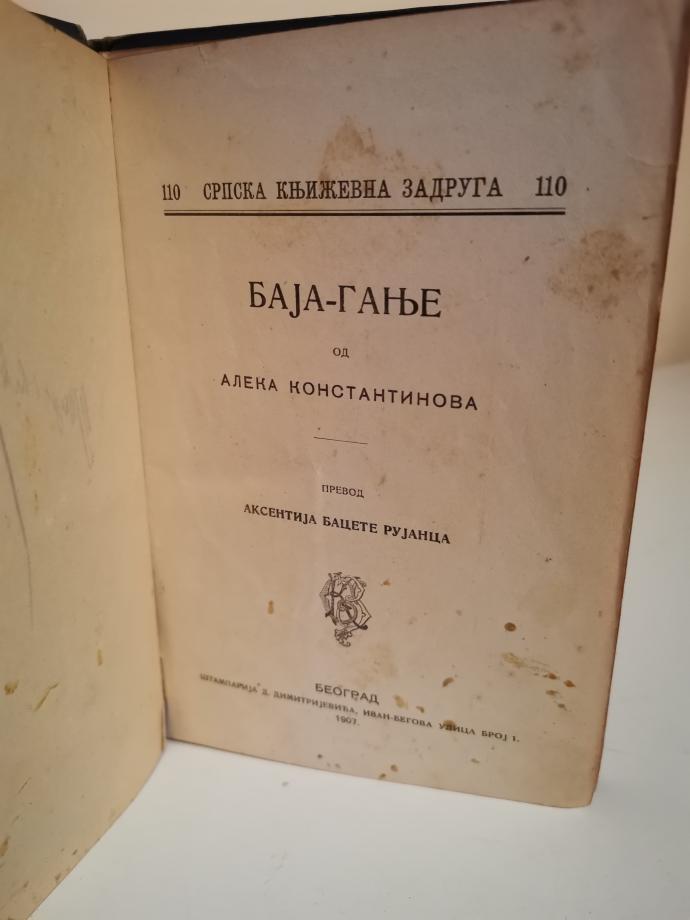 110 СРПСКА КЊИЖЕВНА ЗАДРУГА 110
БАЈА-ГАЊЕ
ОД
АЛЕКА КОНСТАНТИНОВА
ПРЕВОД
АКСЕНТИЈА БАЦЕТЕ РУЈАНЦА
БЕОГРАД
ШТАМПАРИЈА Д. ДИМИТРИЈЕВИЋА, ИВАН-БЕГОВА УЛИЦА БРОЈ 1.
1907.